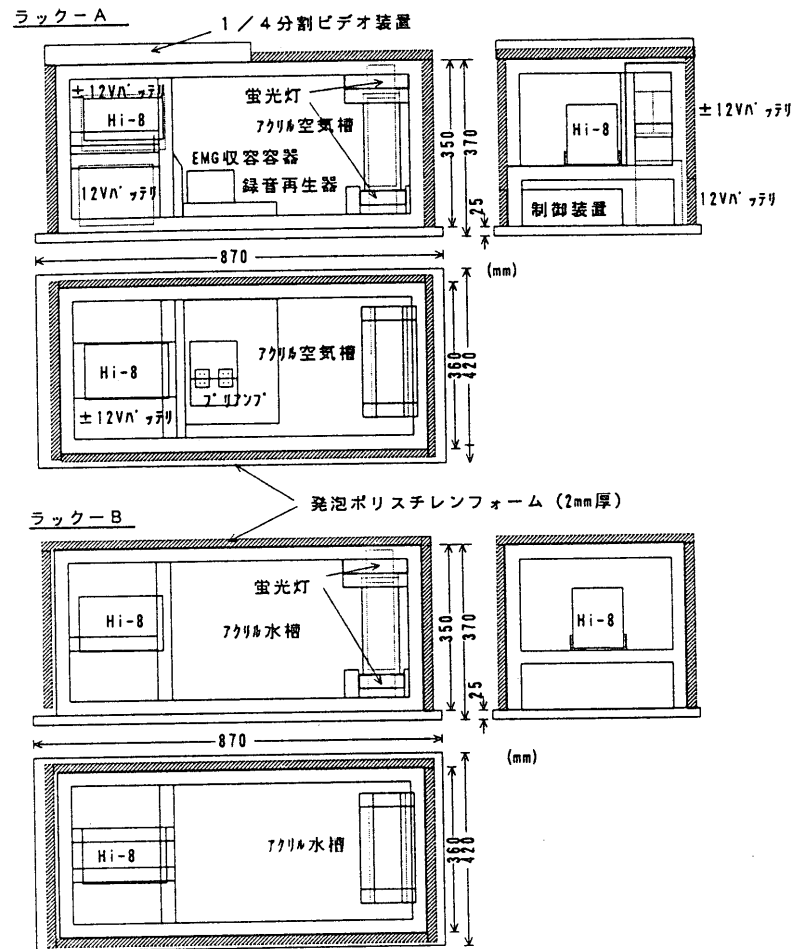 ラックーA
1/4分割ビデオ装置
±12Vバッテリ
Hi-8
蛍光灯
アクリル空気槽
EMG収容容器
録音再生器
12Vバッテリ
350
370
25
Hi-8
±12Vバッテリ
制御装置
12Vバッテリ
870
(mm)
Hi-8
アクリル空気槽
プリアンプ
±12Vバッテリ
360
420
発泡ポリスチレンフォーム(2mm厚)
ラックーB
蛍光灯
Hi-8
アクリル水槽
350
370
25
Hi-8
870
(mm)
アクリル水槽
Hi-8
360
420